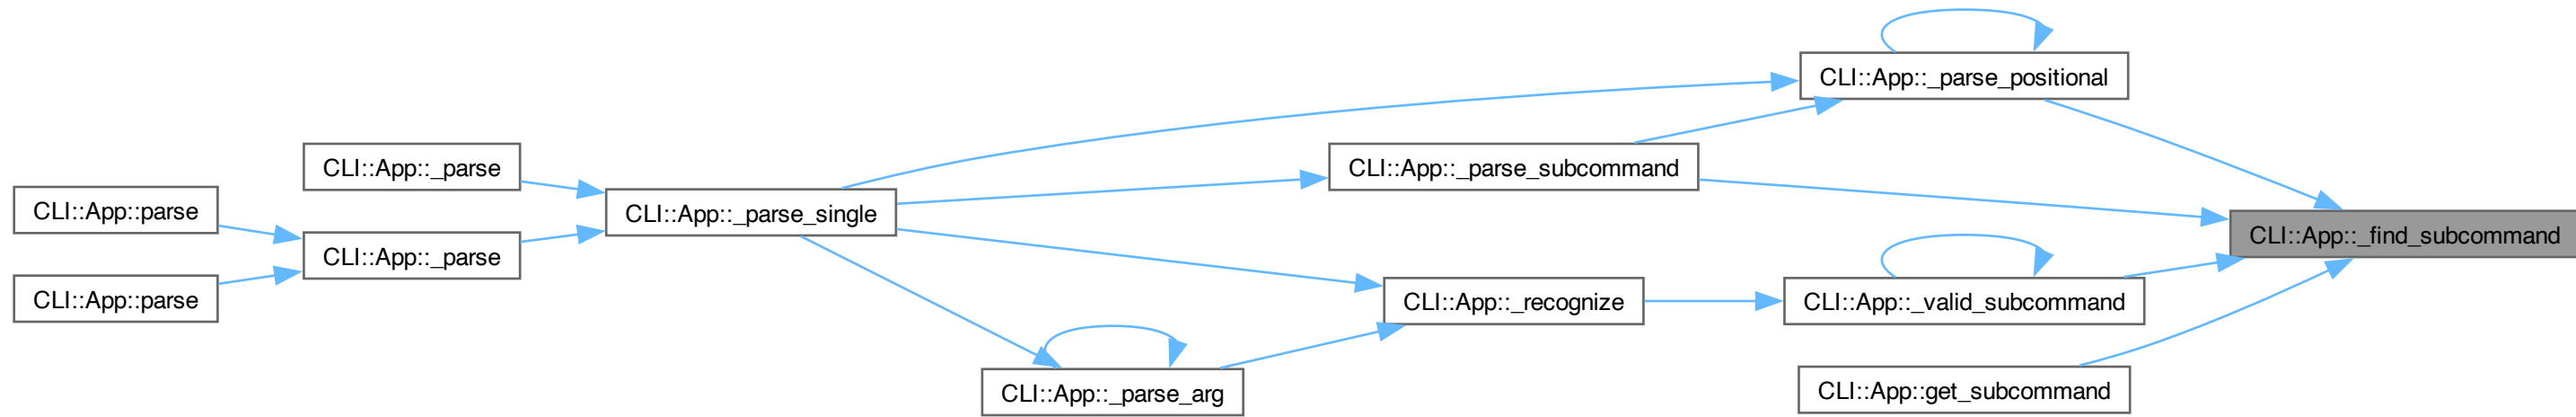 CLI::App::parse
CLI::App::parse
CLI::App::_parse
CLI::App::_parse
CLI::App::_parse_single
CLI::App::_parse_arg
CLI::App::_parse_subcommand
CLI::App::_recognize
CLI::App::_parse_positional
CLI::App::_valid_subcommand
CLI::App::get_subcommand
CLI::App::_find_subcommand